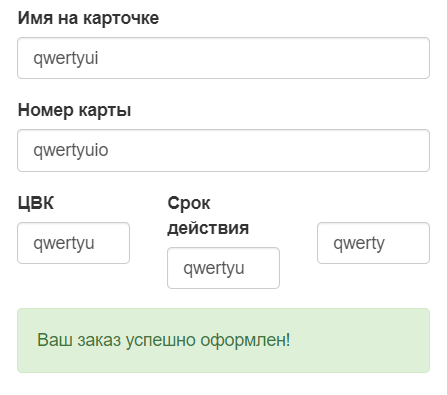 Имя на карточке
qwertyui
Номер карты
qwertyuio
ЦВК
Срок
действия
qwertyu
qwertyu
qwerty
Ваш заказ успешно оформлен!